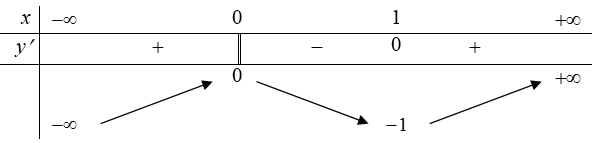 x −∞ 0 1 +∞
y′ + − 0 +
0 +∞
−∞ −1